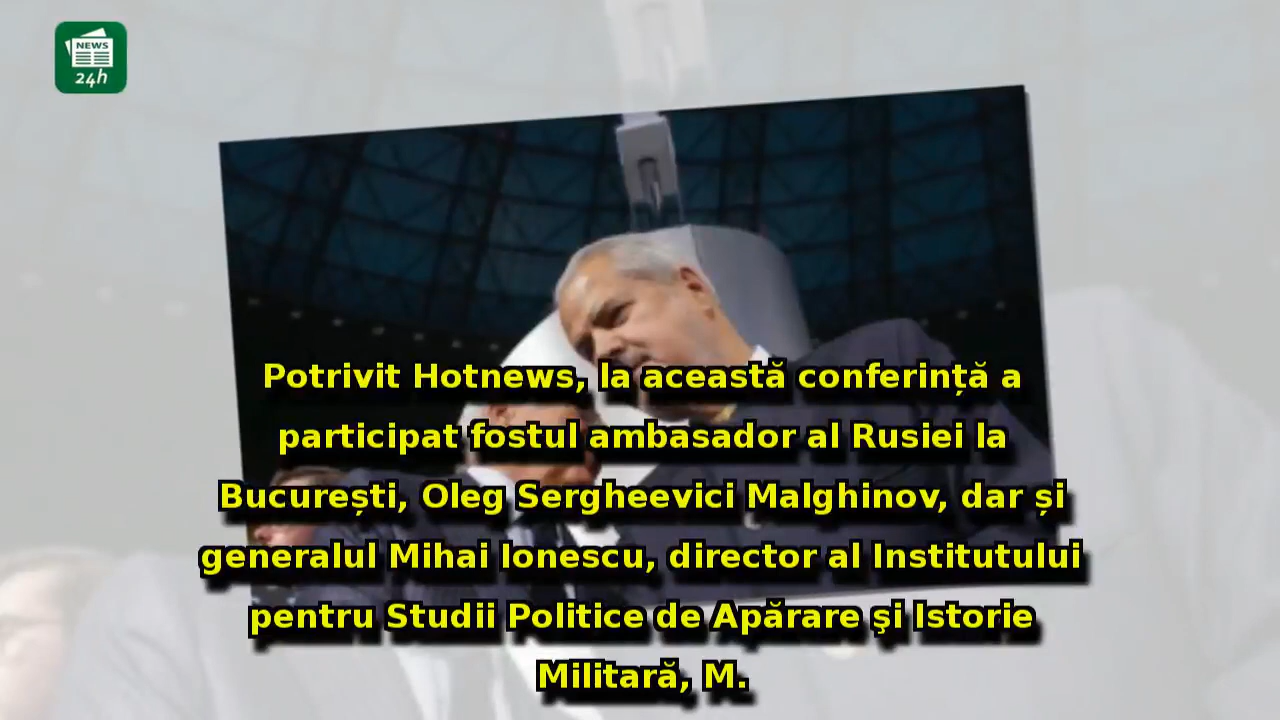 NEWS
24h
Potrivit Hotnews, la această conferință a
participat fostul ambasador al Rusiei la
București, Oleg Sergheevici Malghinov, dar și
generalul Mihai Ionescu, director al Institutului
pentru Studii Politice de Apărare şi Istorie
Militară, M.